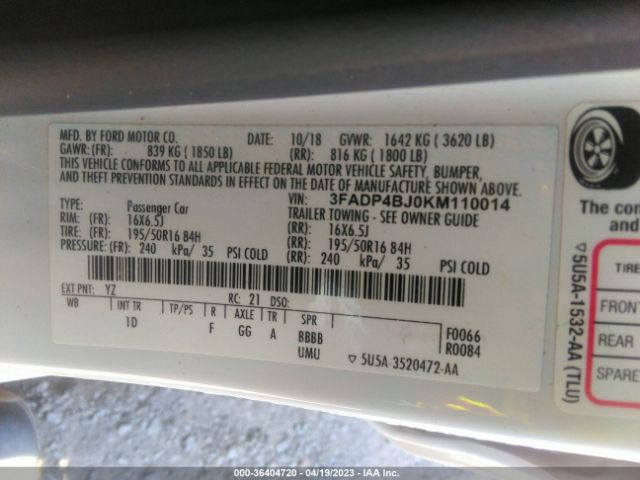 MFD. BY FORD MOTOR CO. DATE: 10/18 GVWR: 1642 KG ( 3620 LB)
GAWR: (FR): 839 KG ( 1850 LB) (RR): 816 KG ( 1800 LB)
THIS VEHICLE CONFORMS TO ALL APPLICABLE FEDERAL MOTOR VEHICLE SAFETY, BUMPER,
AND THEFT PREVENTION STANDARDS IN EFFECT ON THE DATE OF MANUFACTURE SHOWN ABOVE.
VIN: 3FADP4BJ0KM110014
TYPE: Passenger Car TRAILER TOWING - SEE OWNER GUIDE
RIM: (FR) 16X6.5J (RR): 16X6.5J
TIRE: (FR) 195/50R16 84H (RR): 195/50R16 84H
PRESSURE: (FR) 240 kPa/ 35 PSI COLD (RR): 240 kPa/ 35 PSI COLD
EXT PNT: YZ RC: 21 DSO:
WB INT TR TP/PS R AXLE TR SPR
1D F GG A BBBB F0066
UMU R0084
▽ 5U5A-3520472-AA
The con
and
▽5U5A-1532-AA (TLU)
TIRE
FRONT
REAR
SPARE
000-36404720 - 04/19/2023 - IAA Inc.